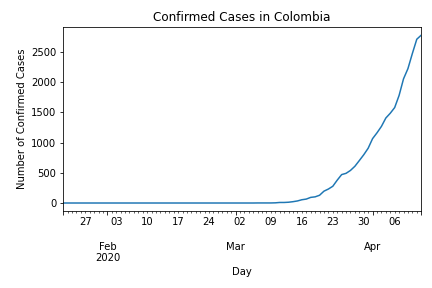 Confirmed Cases in Colombia
Number of Confirmed Cases
2500
2000
1500
1000
500
0
27 03 10 17 24 02 09 16 23 30 06
Feb Mar Apr
2020
Day